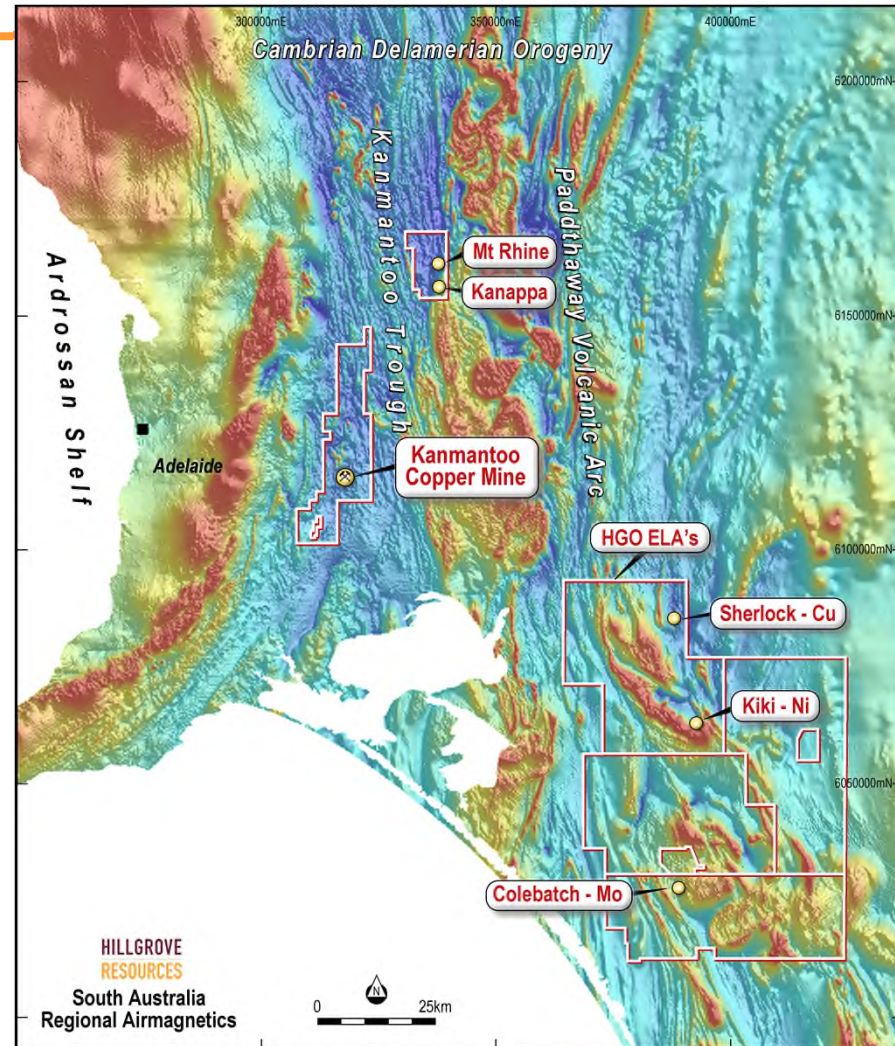 300000mE
350000mE
400000mE
Cambrian Delamerian Orogeny
6200000mN
Kanmantoo Trough
Paddthaway Volcanic Arc
Mt Rhine
Kanappa
Ardrossan Shelf
6150000mN
Adelaide
Kanmantoo
Copper Mine
HGO ELA's
6100000mN
Sherlock - Cu
Kiki - Ni
6050000mN
Colebatch - Mo
HILLGROVE
RESOURCES
South Australia
Regional Airmagnetics
N
0 25km